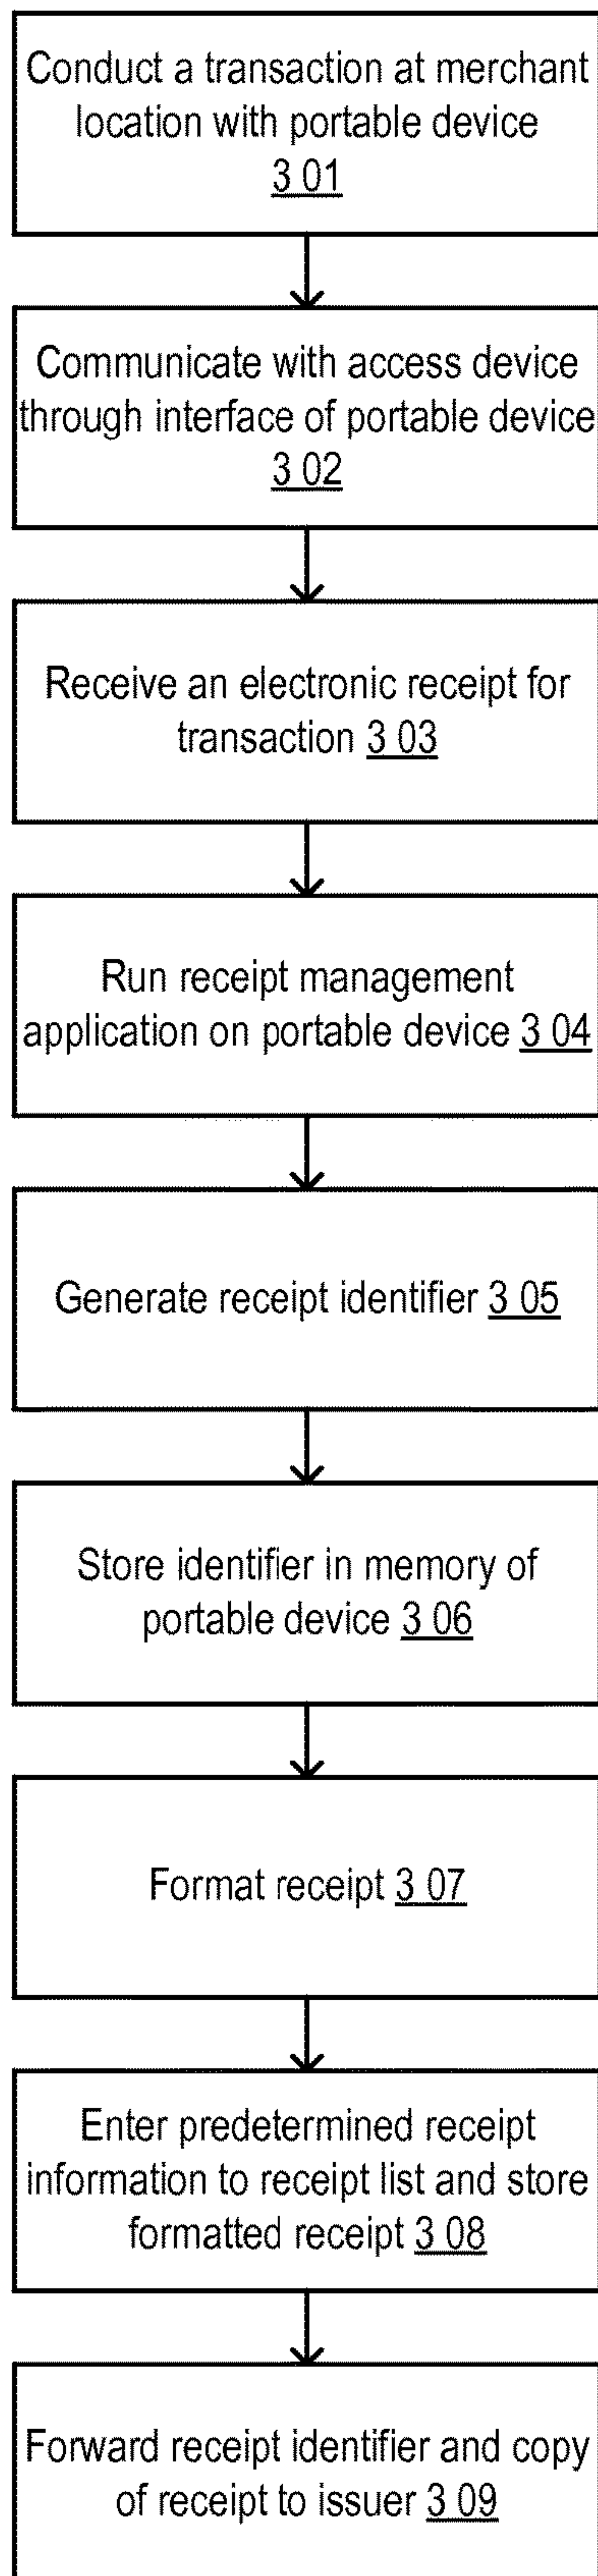 Conduct a transaction at merchant
location with portable device
3 01
Communicate with access device
through interface of portable device
3 02
Receive an electronic receipt for
transaction 3 03
Run receipt management
application on portable device 3 04
Generate receipt identifier 3 05
Store identifier in memory of
portable device 3 06
Format receipt 3 07
Enter predetermined receipt
information to receipt list and store
formatted receipt 3 08
Forward receipt identifier and copy
of receipt to issuer 3 09